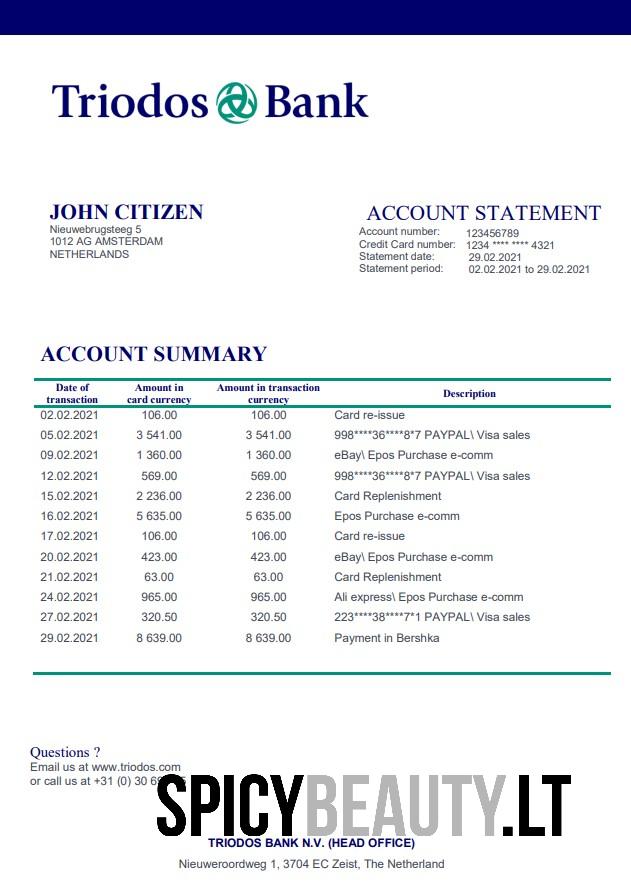 Triodos Bank
JOHN CITIZEN
Nieuwebrugsteeg 5
1012 AG AMSTERDAM
NETHERLANDS
ACCOUNT STATEMENT
Account number: 123456789
Credit Card number: 1234 **** **** 4321
Statement date: 29.02.2021
Statement period: 02.02.2021 to 29.02.2021
ACCOUNT SUMMARY
Date of transaction Amount in card currency Amount in transaction currency Description
02.02.2021 106.00 106.00 Card re-issue
05.02.2021 3 541.00 3 541.00 998****36****8*7 PAYPAL\ Visa sales
09.02.2021 1 360.00 1 360.00 eBay\ Epos Purchase e-comm
12.02.2021 569.00 569.00 998****36****8*7 PAYPAL\ Visa sales
15.02.2021 2 236.00 2 236.00 Card Replenishment
16.02.2021 5 635.00 5 635.00 Epos Purchase e-comm
17.02.2021 106.00 106.00 Card re-issue
20.02.2021 423.00 423.00 eBay\ Epos Purchase e-comm
21.02.2021 63.00 63.00 Card Replenishment
24.02.2021 965.00 965.00 Ali express\ Epos Purchase e-comm
27.02.2021 320.50 320.50 223****38****7*1 PAYPAL\ Visa sales
29.02.2021 8 639.00 8 639.00 Payment in Bershka
Questions ?
Email us at www.triodos.com
or call us at +31 (0) 30
SPICYBEAUTY.LT
TRIODOS BANK N.V. (HEAD OFFICE)
Nieuweroordweg 1, 3704 EC Zeist, The Netherland